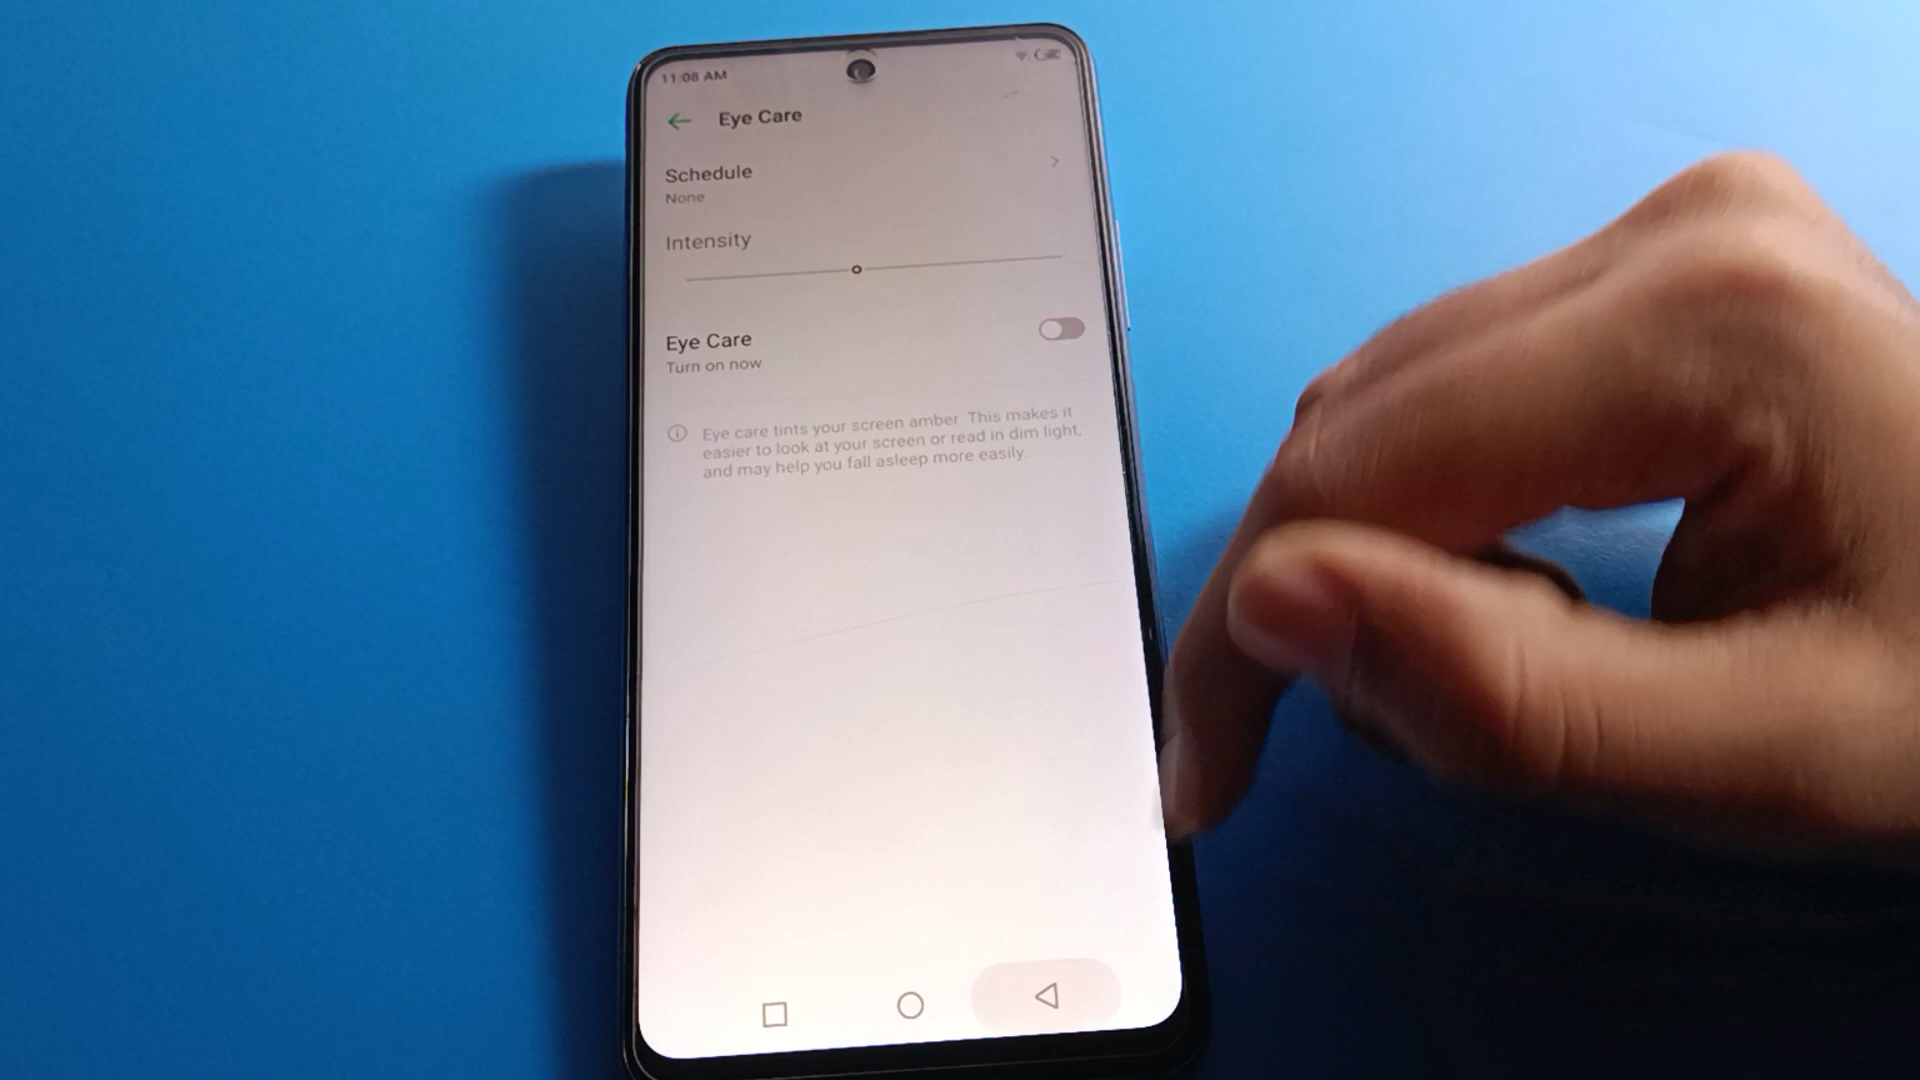 11:08 AM
Eye Care
Schedule
None
Intensity
Eye Care
Turn on now
Eye care tints your screen amber. This makes it
easier to look at your screen or read in dim light,
and may help you fall asleep more easily.